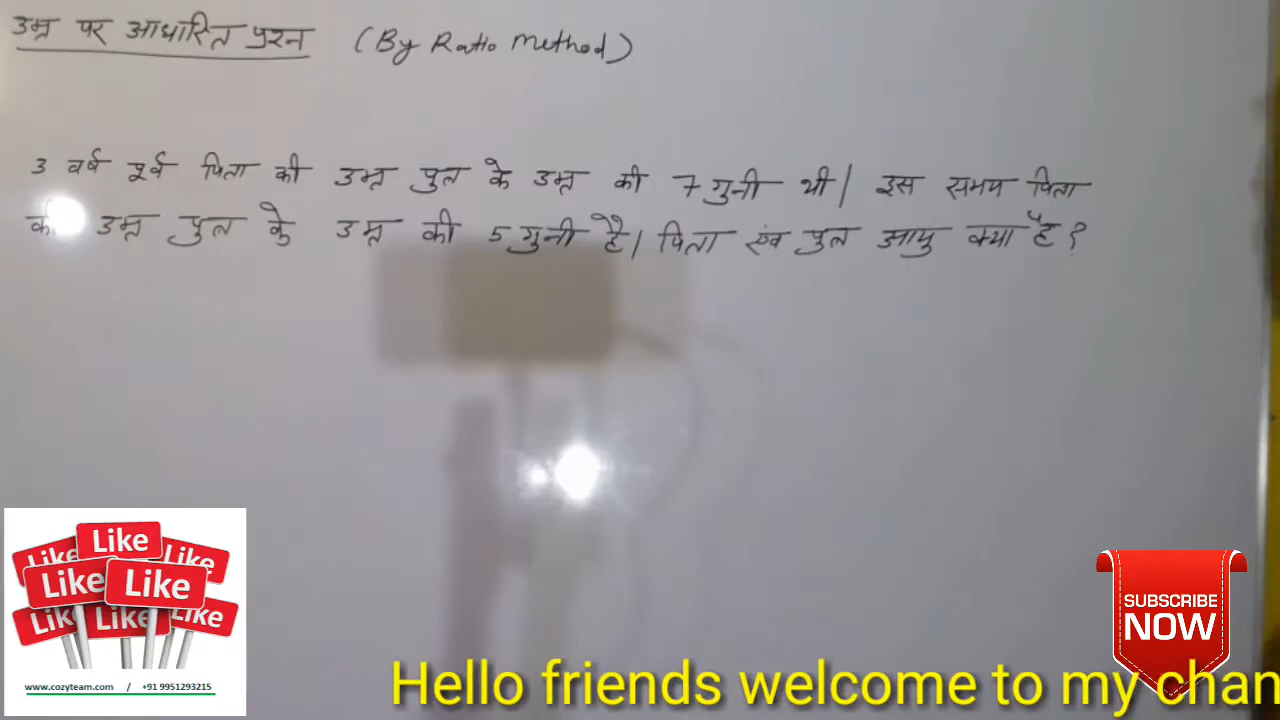 उम्र पर आधारित प्रश्न (By Ratio Method)
3 वर्ष पूर्व पिता की उम्र पुत्र के उम्र की 7 गुनी थी। इस समय पिता
की उम्र पुत्र के उम्र की 5 गुनी है। पिता एंव पुत्र आयु क्या है?
Like
Like Like
Like Like
Like Like Like
www.cozyteam.com / +91 9951293215
SUBSCRIBE
NOW
Hello friends welcome to my chan